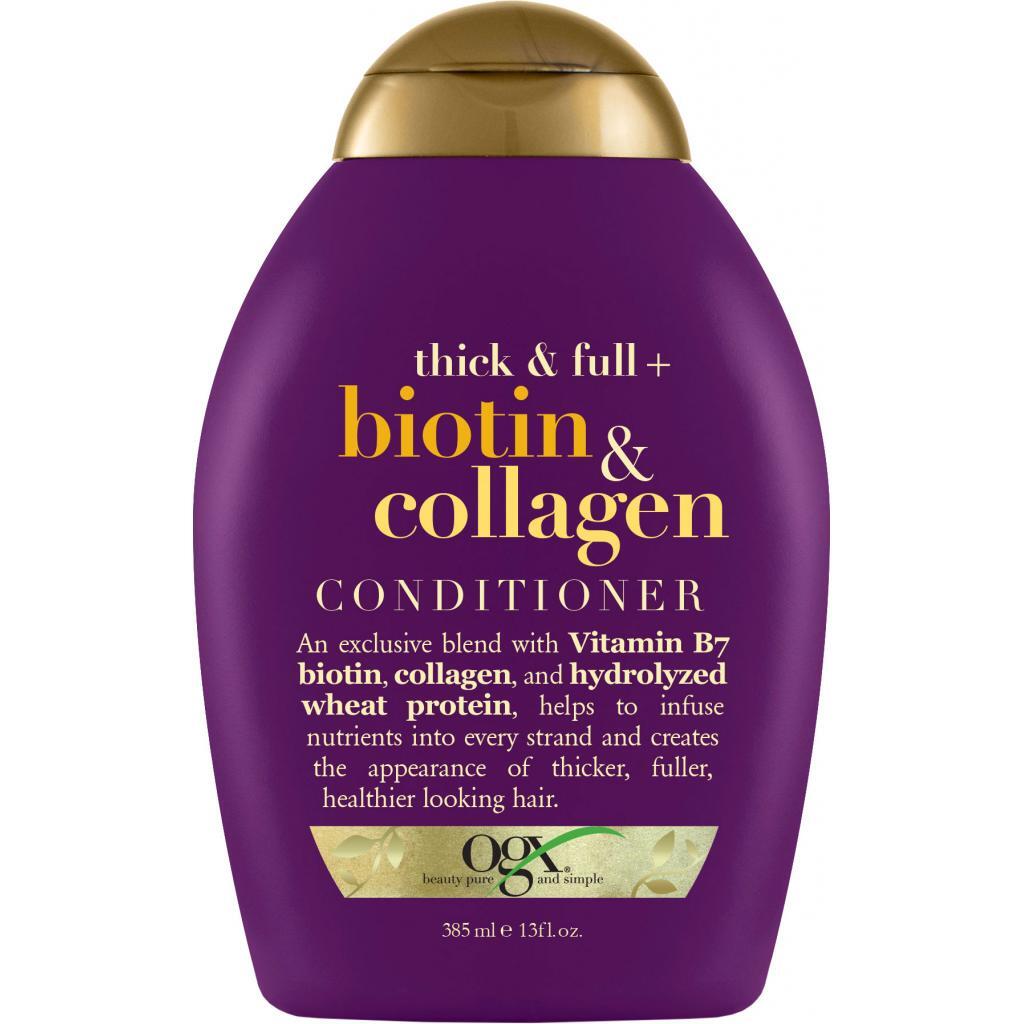 thick & full +
biotin &
collagen
CONDITIONER
An exclusive blend with Vitamin B7
biotin, collagen, and hydrolyzed
wheat protein, helps to infuse
nutrients into every strand and creates
the appearance of thicker, fuller,
healthier looking hair.
ogx®
beauty pure and simple
385 ml ℮ 13fl.oz.